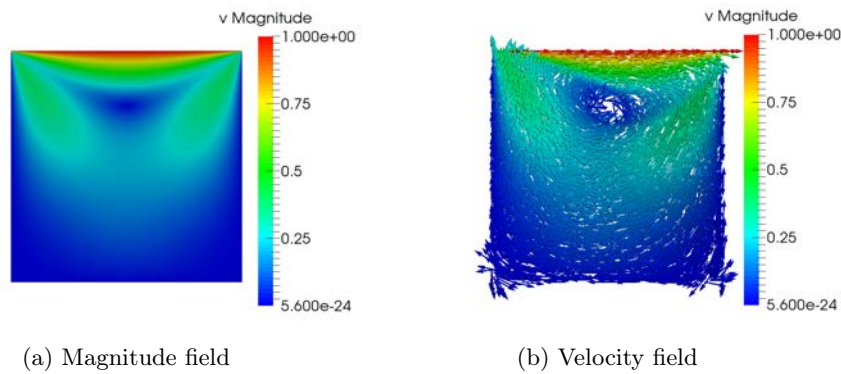 v Magnitude
1.000e+00
0.75
0.5
0.25
5.600e-24
v Magnitude
1.000e+00
0.75
0.5
0.25
5.600e-24
(a) Magnitude field
(b) Velocity field